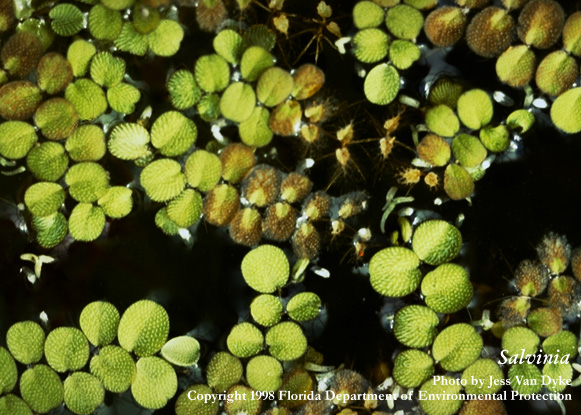 Salvinia
Photo by Jess Van Dyke
Copyright 1998 Florida Department of Environmental Protection